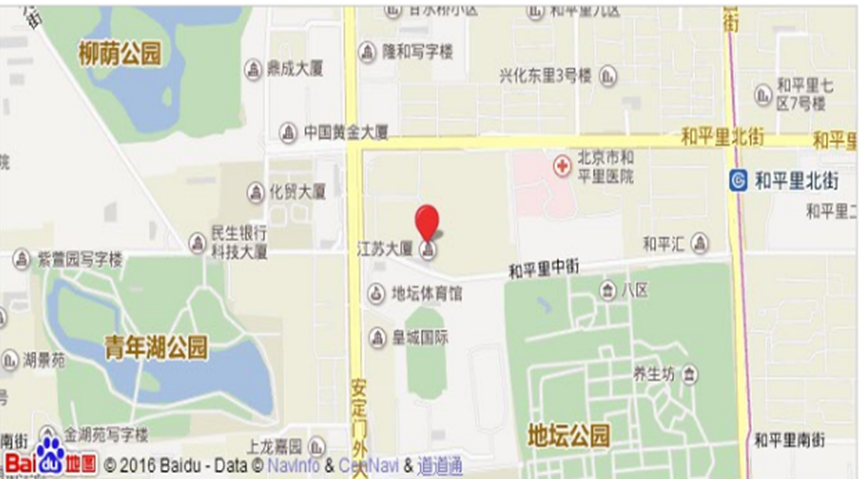 甘水桥小区
和平里九区
街
街
柳荫公园
隆和写字楼
鼎成大厦
兴化东里3号楼
和平里七
区7号楼
中国黄金大厦
和平里北街
和平里
院
北京市和
平里医院
化贸大厦
和平里北街
和平里二
民生银行
科技大厦
江苏大厦
和平汇
紫萱园写字楼
和平里中街
地坛体育馆
八区
皇城国际
青年湖公园
湖景苑
养生坊
号
安定门外大
金湖苑写字楼
南街
上龙嘉园
地坛公园
和平里南街
Bai du 地图 © 2016 Baidu - Data © NavInfo & CenNavi & 道道通